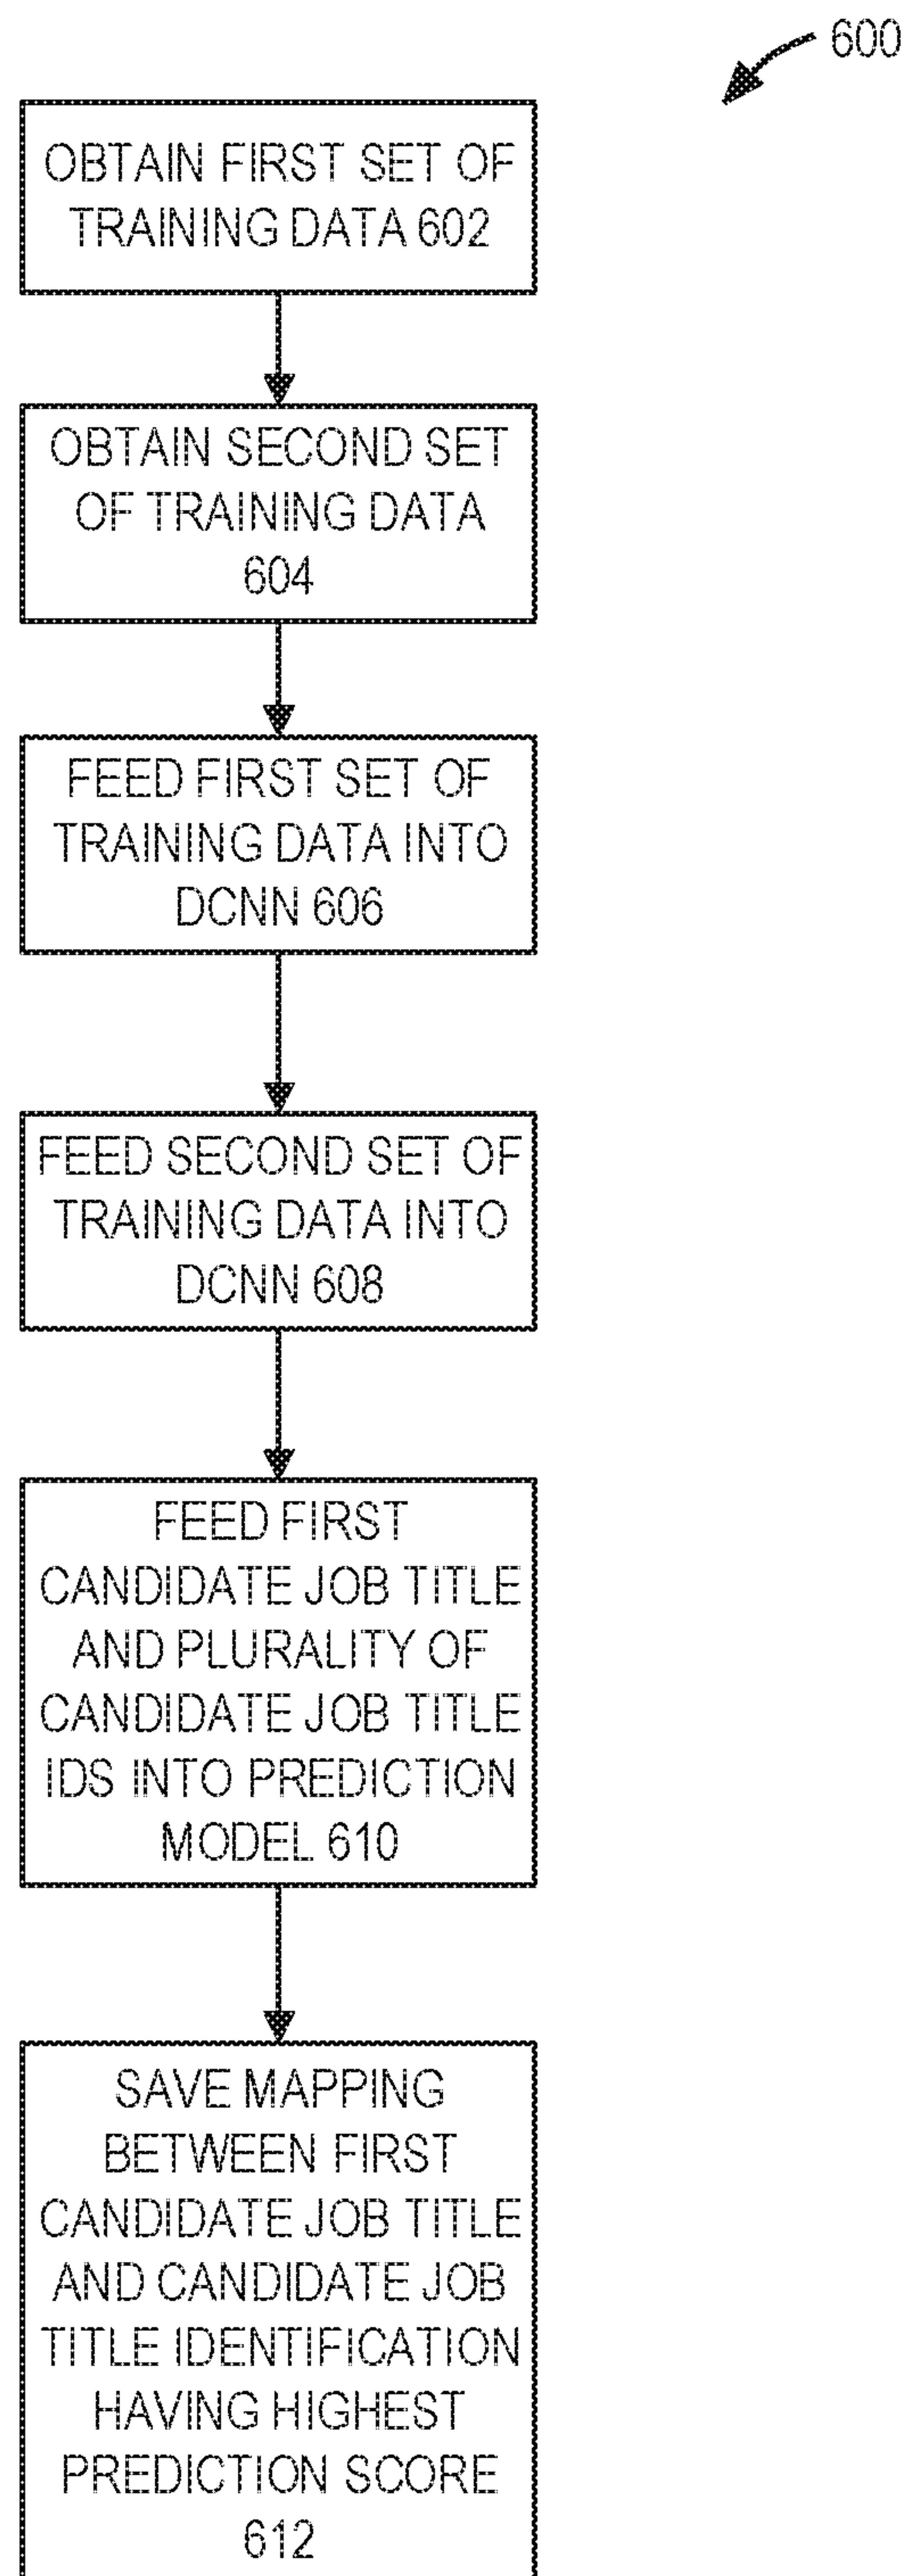 600
OBTAIN FIRST SET OF
TRAINING DATA 602
OBTAIN SECOND SET
OF TRAINING DATA
604
FEED FIRST SET OF
TRAINING DATA INTO
DCNN 606
FEED SECOND SET OF
TRAINING DATA INTO
DCNN 608
FEED FIRST
CANDIDATE JOB TITLE
AND PLURALITY OF
CANDIDATE JOB TITLE
IDS INTO PREDICTION
MODEL 610
SAVE MAPPING
BETWEEN FIRST
CANDIDATE JOB TITLE
AND CANDIDATE JOB
TITLE IDENTIFICATION
HAVING HIGHEST
PREDICTION SCORE
612